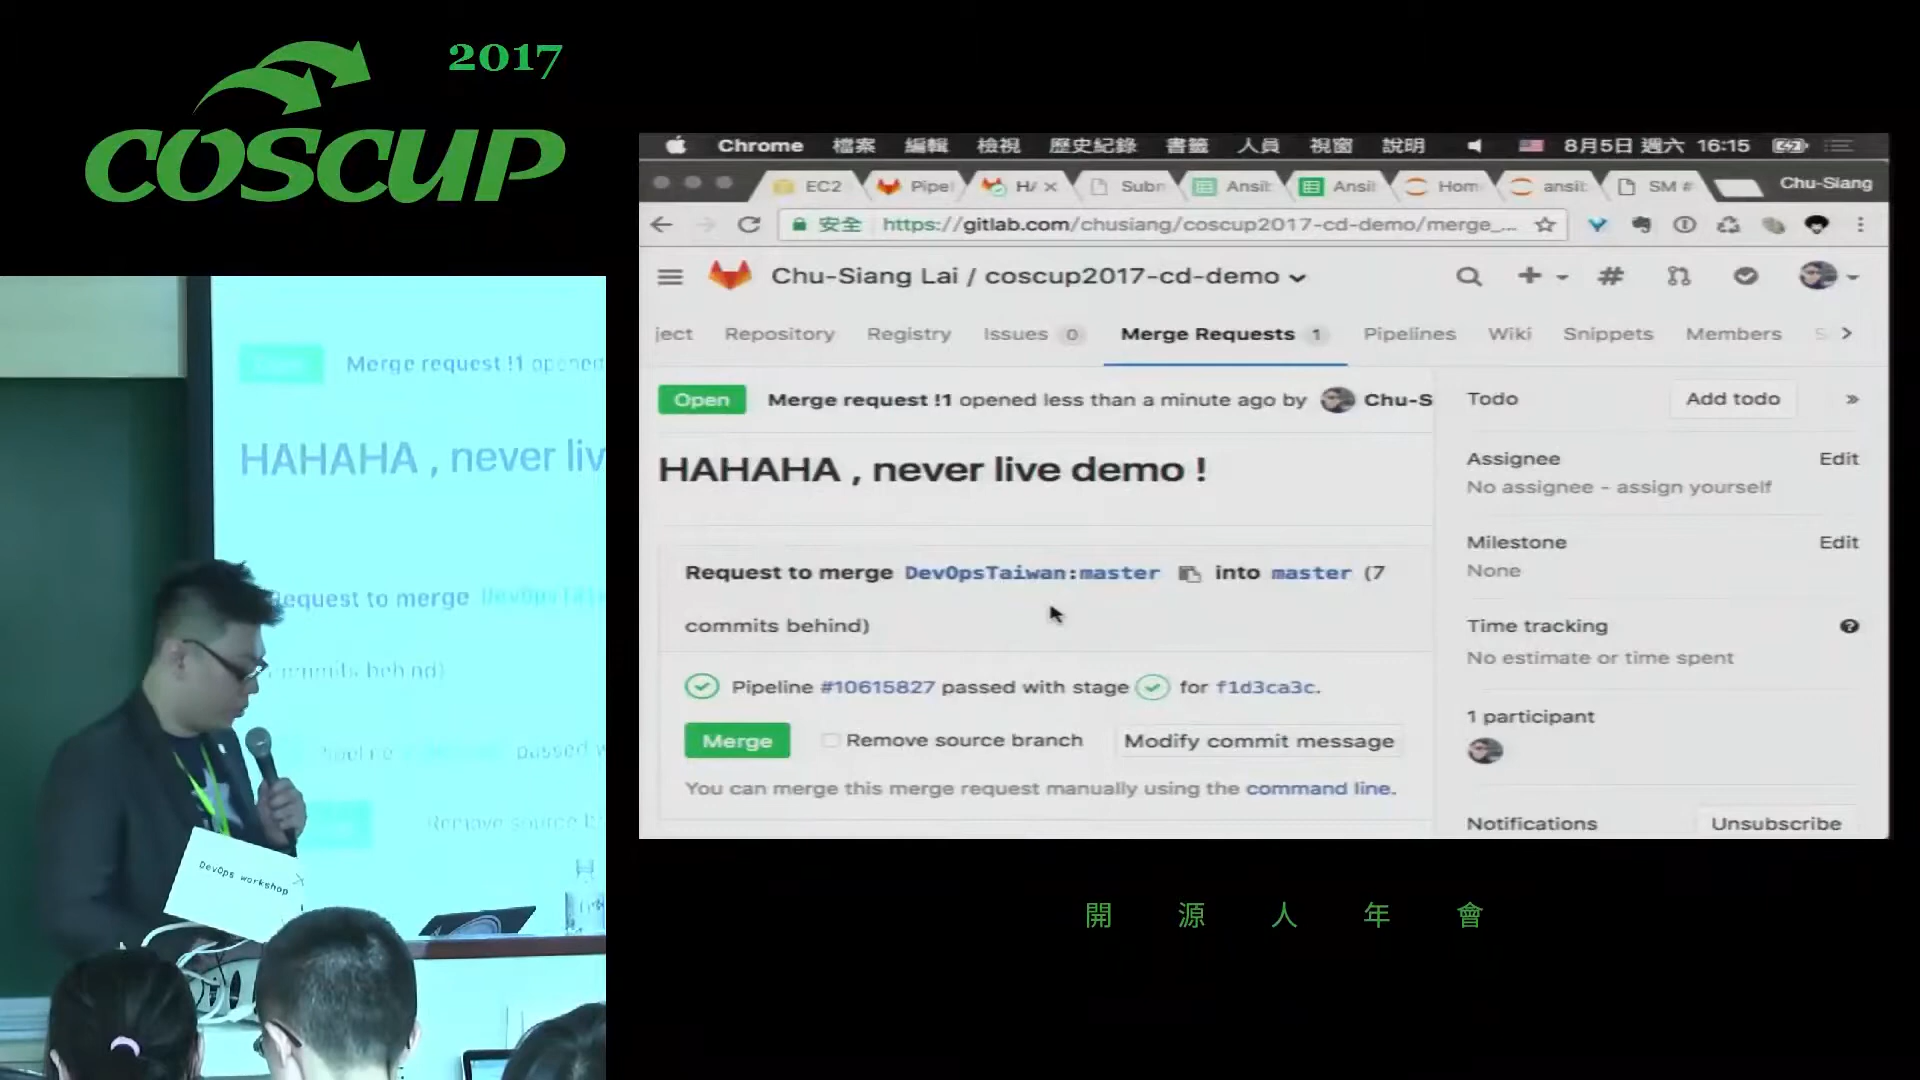 2017
COSCUP
Chrome 檔案 編輯 檢視 歷史紀錄 書籤 人員 視窗 說明 8月5日 週六 16:15
EC2 Pipel HA Subm Ansib Ansil Hom ansib SM # Chu-Siang
安全 https://gitlab.com/chusiang/coscup2017-cd-demo/merge_...
Chu-Siang Lai / coscup2017-cd-demo
ject Repository Registry Issues 0 Merge Requests 1 Pipelines Wiki Snippets Members S
Open Merge request !1 opened less than a minute ago by Chu-S
HAHAHA , never live demo !
Request to merge DevOpsTaiwan:master into master (7
commits behind)
Pipeline #10615827 passed with stage for f1d3ca3c.
Merge Remove source branch Modify commit message
You can merge this merge request manually using the command line.
Todo Add todo »
Assignee Edit
No assignee - assign yourself
Milestone Edit
None
Time tracking
No estimate or time spent
1 participant
Notifications Unsubscribe
Merge request !1 opened
HAHAHA , never liv
Request to merge
passed
DevOps workshop
開源人年會